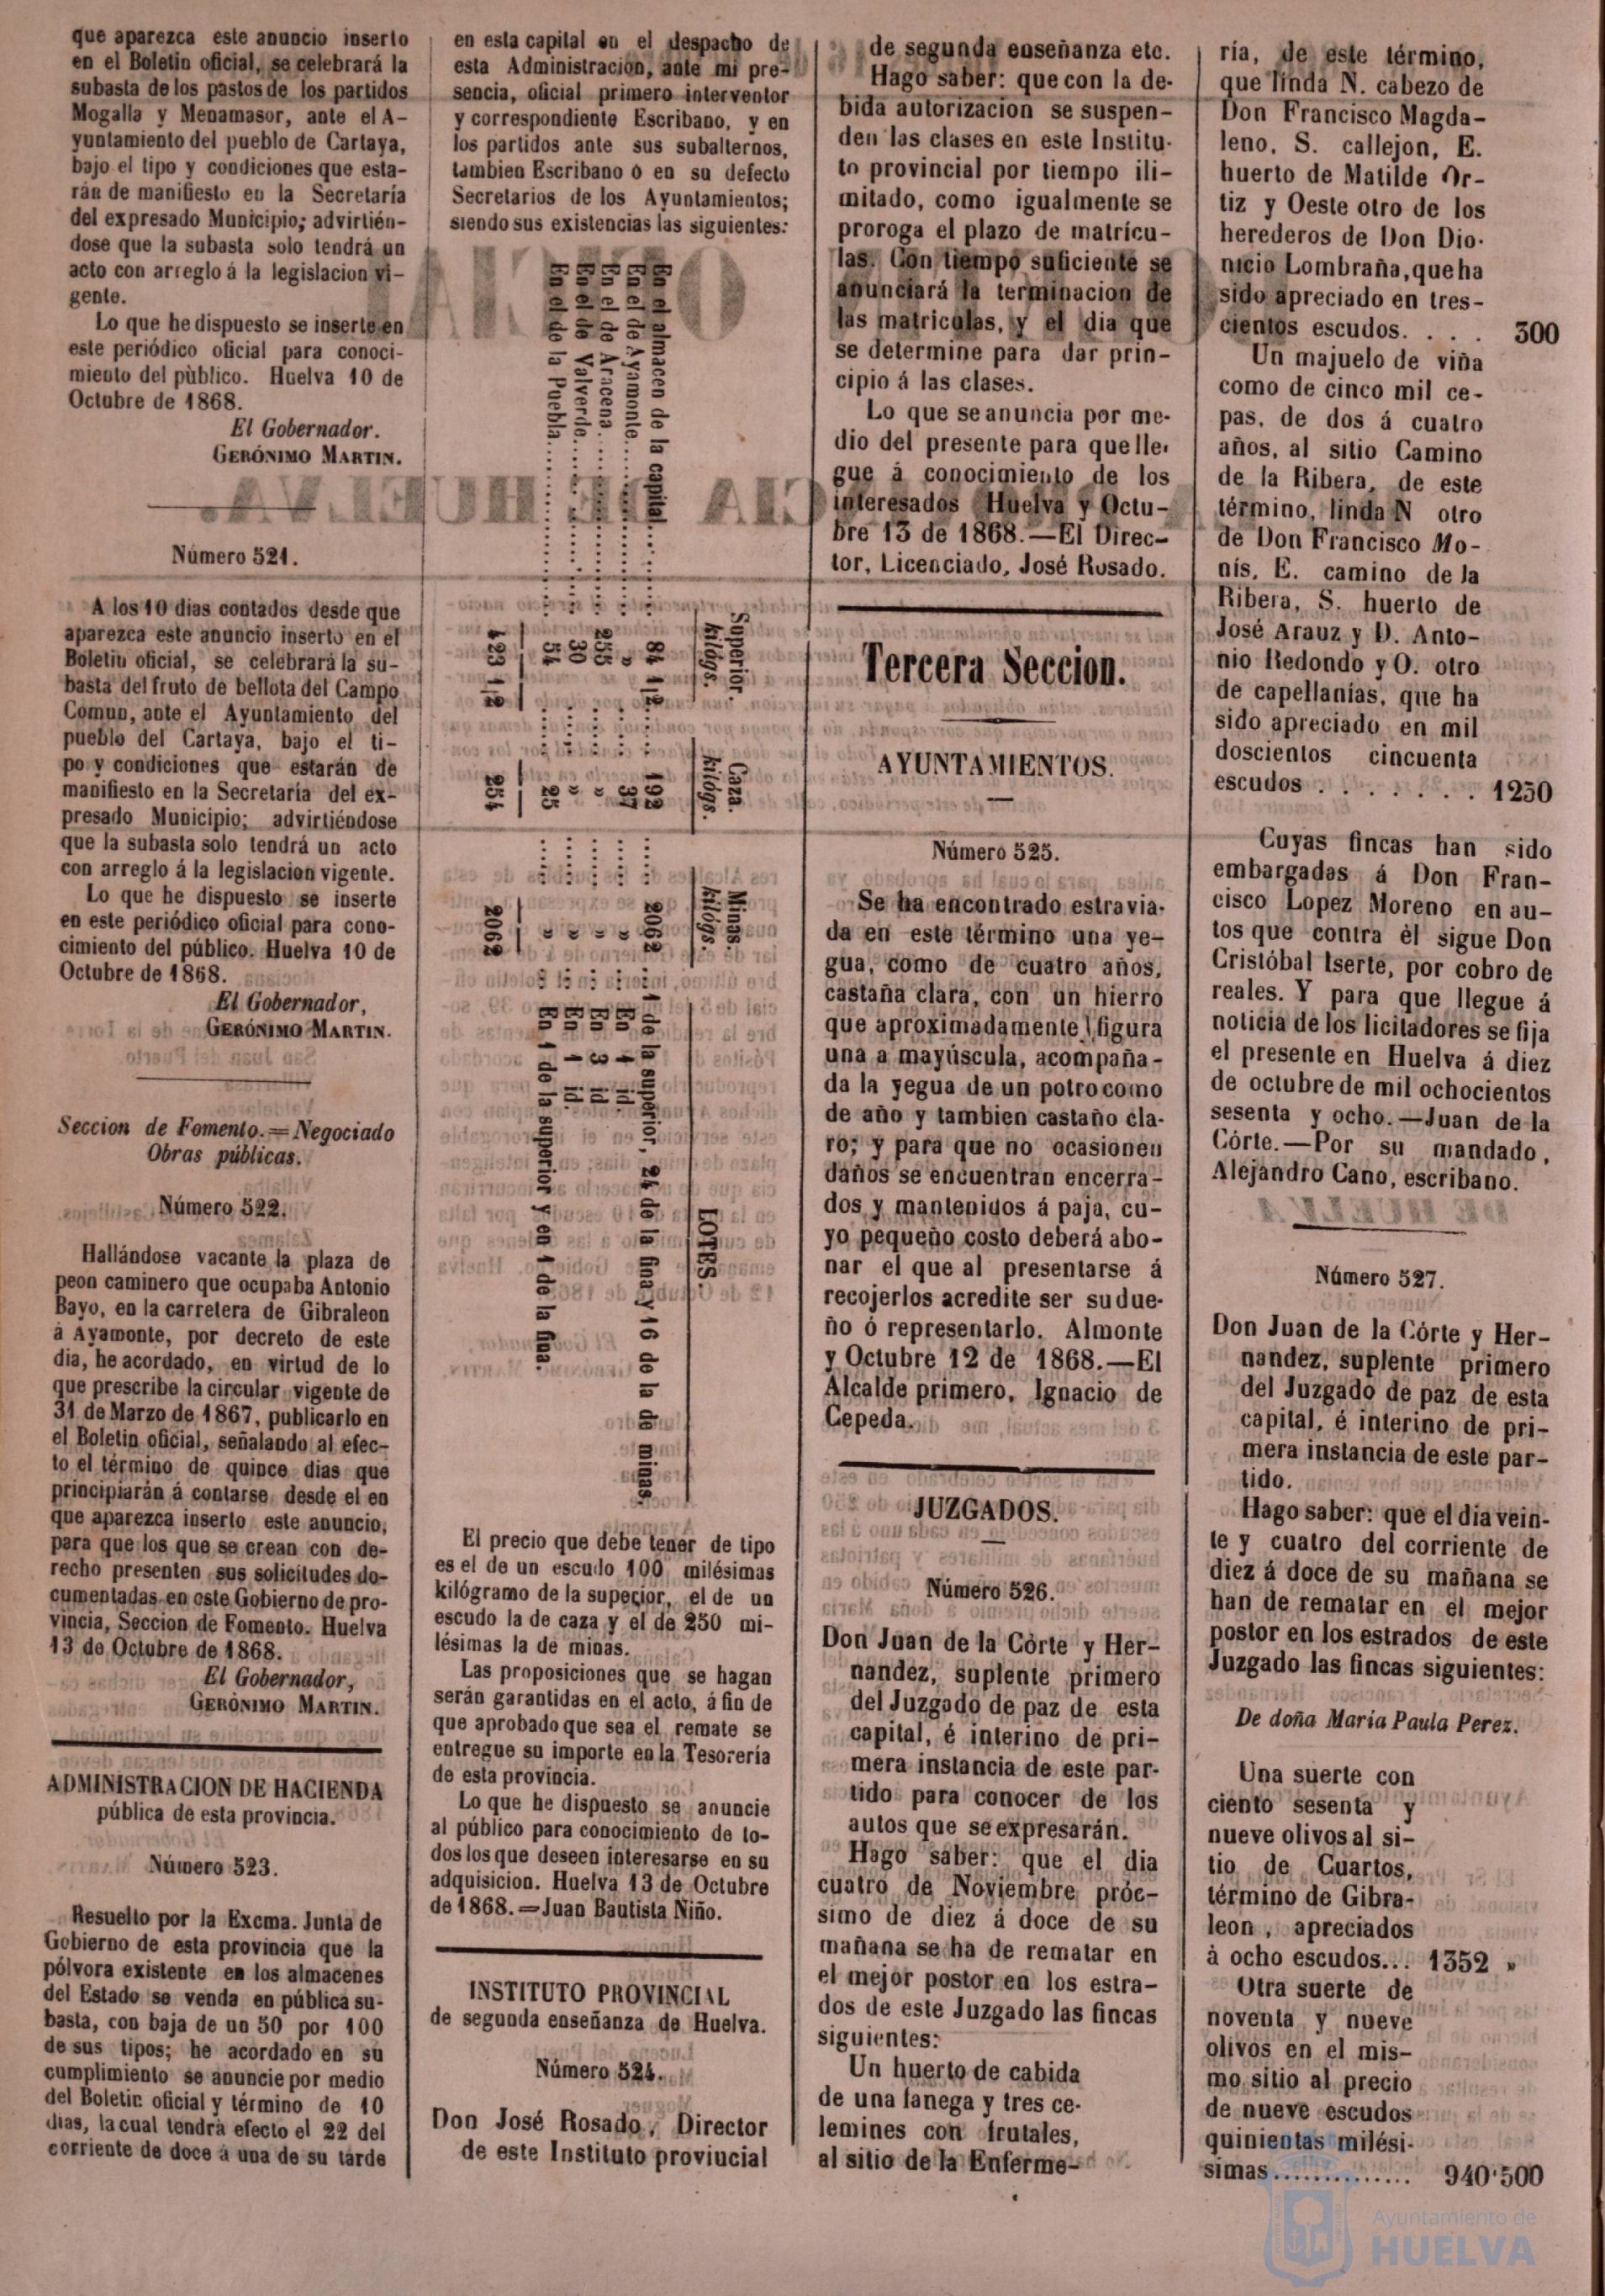 que aparezca este anuncio inserto
en el Boletin oficial, se celebrará la
subasta de los pastos de los partidos
Mogalla y Menamasor, ante el A-
yuntamiento del pueblo de Cartaya,
bajo el tipo y condiciones que esta-
rán de manifiesto en la Secretaría
del expresado Municipio; advirtién-
dose que la subasta solo tendrá un
acto con arreglo á la legislacion vi-
gente.
Lo que he dispuesto se inserte en
este periódico oficial para conoci-
miento del pùblico. Huelva 10 de
Octubre de 1868.
El Gobernador.
GERÓNIMO MARTIN.
Número 521.
A los 10 dias contados desde que
aparezca este anuncio inserto en el
Boletin oficial, se celebrará la su-
basta del fruto de bellota del Campo
Comun, ante el Ayuntamiento del
pueblo del Cartaya, bajo el ti-
po y condiciones que estarán de
manifiesto en la Secretaría del ex-
presado Municipio; advirtiéndose
que la subasta solo tendrá un acto
con arreglo á la legislacion vigente.
Lo que he dispuesto se inserte
en este periódico oficial para cono-
cimiento del público. Huelva 10 de
Octubre de 1868.
El Gobernador,
GERÓNIMO MARTIN.
Seccion de Fomento.=Negociado
Obras públicas.
Número 522.
Hallándose vacante la plaza de
peon caminero que ocupaba Antonio
Bayo, en la carretera de Gibraleon
à Ayamonte, por decreto de este
dia, he acordado, en virtud de lo
que prescribe la circular vigente de
31 de Marzo de 1867, publicarlo en
el Boletin oficial, señalando al efec-
to el término de quince dias que
principiarán á contarse desde el en
que aparezca inserto este anuncio,
para que los que se crean con de-
recho presenten sus solicitudes do-
cumentadas en este Gobierno de pro-
vincia, Seccion de Fomento. Huelva
13 de Octubre de 1868.
El Gobernador,
GERÓNIMO MARTIN.
ADMINISTRACION DE HACIENDA
pública de esta provincia.
Número 523.
Resuelto por la Excma. Junta de
Gobierno de esta provincia que la
pólvora existente en los almacenes
del Estado se venda en pública su-
basta, con baja de un 50 por 100
de sus tipos; he acordado en su
cumplimiento se anuncie por medio
del Boletin oficial y término de 10
dias, la cual tendrá efecto el 22 del
corriente de doce á una de su tarde
en esta capital en el despacho de
esta Administracion, ante mi pre-
sencia, oficial primero interventor
y correspondiente Escribano, y en
los partidos ante sus subalternos,
tambien Escribano ó en su defecto
Secretarios de los Ayuntamientos;
siendo sus existencias las siguientes:
Superior. kilógs. Caza. kilógs. Minas. kilógs. LOTES.
En el almacen de la capital..... 84 1|2 ..... 192 ..... 2062 ..... 1 de la superior, 24 de la fina y 16 de la de minas.
En el de Ayamonte..... » ..... 37 ..... » ..... En 1 id.
En el de Aracena..... 255 ..... » ..... » ..... En 3 id.
En el de Valverde..... 30 ..... » ..... » ..... En 1 id.
En el de la Puebla..... 54 ..... 25 ..... » ..... En 1 de la superior y en 1 de la fina.
423 1|2 254 2062
El precio que debe tener de tipo
es el de un escudo 100 milésimas
kilógramo de la superior, el de un
escudo la de caza y el de 250 mi-
lésimas la de minas.
Las proposiciones que se hagan
serán garantidas en el acto, á fin de
que aprobado que sea el remate se
entregue su importe en la Tesorería
de esta provincia.
Lo que he dispuesto se anuncie
al público para conocimiento de to-
dos los que deseen interesarse en su
adquisicion. Huelva 13 de Octubre
de 1868.=Juan Bautista Niño.
INSTITUTO PROVINCIAL
de segunda enseñanza de Huelva.
Número 524.
Don José Rosado, Director
de este Instituto proviucial
de segunda enseñanza etc.
Hago saber: que con la de-
bida autorizacion se suspen-
den las clases en este Institu-
to provincial por tiempo ili-
mitado, como igualmente se
proroga el plazo de matrícu-
las. Con tiempo suficiente se
anunciará la terminacion de
las matriculas, y el dia que
se determine para dar prin-
cipio á las clases.
Lo que se anuncia por me-
dio del presente para que lle-
gue á conocimiento de los
interesados Huelva y Octu-
bre 13 de 1868.—El Direc-
tor, Licenciado, José Rosado.
Tercera Seccion.
AYUNTAMIENTOS.
Número 525.
Se ha encontrado estravia-
da en este término una ye-
gua, como de cuatro años,
castaña clara, con un hierro
que aproximadamente figura
una a mayúscula, acompaña-
da la yegua de un potro como
de año y tambien castaño cla-
ro; y para que no ocasionen
daños se encuentran encerra-
dos y mantenidos á paja, cu-
yo pequeño costo deberá abo-
nar el que al presentarse á
recojerlos acredite ser su due-
ño ó representarlo. Almonte
y Octubre 12 de 1868.—El
Alcalde primero, Ignacio de
Cepeda.
JUZGADOS.
Número 526.
Don Juan de la Córte y Her-
nandez, suplente primero
del Juzgado de paz de esta
capital, é interino de pri-
mera instancia de este par-
tido para conocer de los
autos que se expresarán.
Hago saber: que el dia
cuatro de Noviembre próc-
simo de diez á doce de su
mañana se ha de rematar en
el mejor postor en los estra-
dos de este Juzgado las fincas
siguientes:
Un huerto de cabida
de una fanega y tres ce-
lemines con frutales,
al sitio de la Enferme-
ría, de este término,
que linda N. cabezo de
Don Francisco Magda-
leno, S. callejon, E.
huerto de Matilde Or-
tiz y Oeste otro de los
herederos de Don Dio-
nicio Lombraña, que ha
sido apreciado en tres-
cientos escudos. . . . 300
Un majuelo de viña
como de cinco mil ce-
pas, de dos á cuatro
años, al sitio Camino
de la Ribera, de este
término, linda N otro
de Don Francisco Mo-
nís, E. camino de la
Ribera, S. huerto de
José Arauz y D. Anto-
nio Redondo y O. otro
de capellanías, que ha
sido apreciado en mil
doscientos cincuenta
escudos . . . . . . . 1250
Cuyas fincas han sido
embargadas á Don Fran-
cisco Lopez Moreno en au-
tos que contra él sigue Don
Cristóbal Iserte, por cobro de
reales. Y para que llegue á
noticia de los licitadores se fija
el presente en Huelva á diez
de octubre de mil ochocientos
sesenta y ocho.—Juan de la
Córte.—Por su mandado,
Alejandro Cano, escribano.
Número 527.
Don Juan de la Córte y Her-
nandez, suplente primero
del Juzgado de paz de esta
capital, é interino de pri-
mera instancia de este par-
tido.
Hago saber: que el dia vein-
te y cuatro del corriente de
diez á doce de su mañana se
han de rematar en el mejor
postor en los estrados de este
Juzgado las fincas siguientes:
De doña María Paula Perez.
Una suerte con
ciento sesenta y
nueve olivos al si-
tio de Cuartos,
término de Gibra-
leon, apreciados
à ocho escudos... 1352 »
Otra suerte de
noventa y nueve
olivos en el mis-
mo sitio al precio
de nueve escudos
quinientas milési-
simas.............. 940'500
Ayuntamiento de
HUELVA